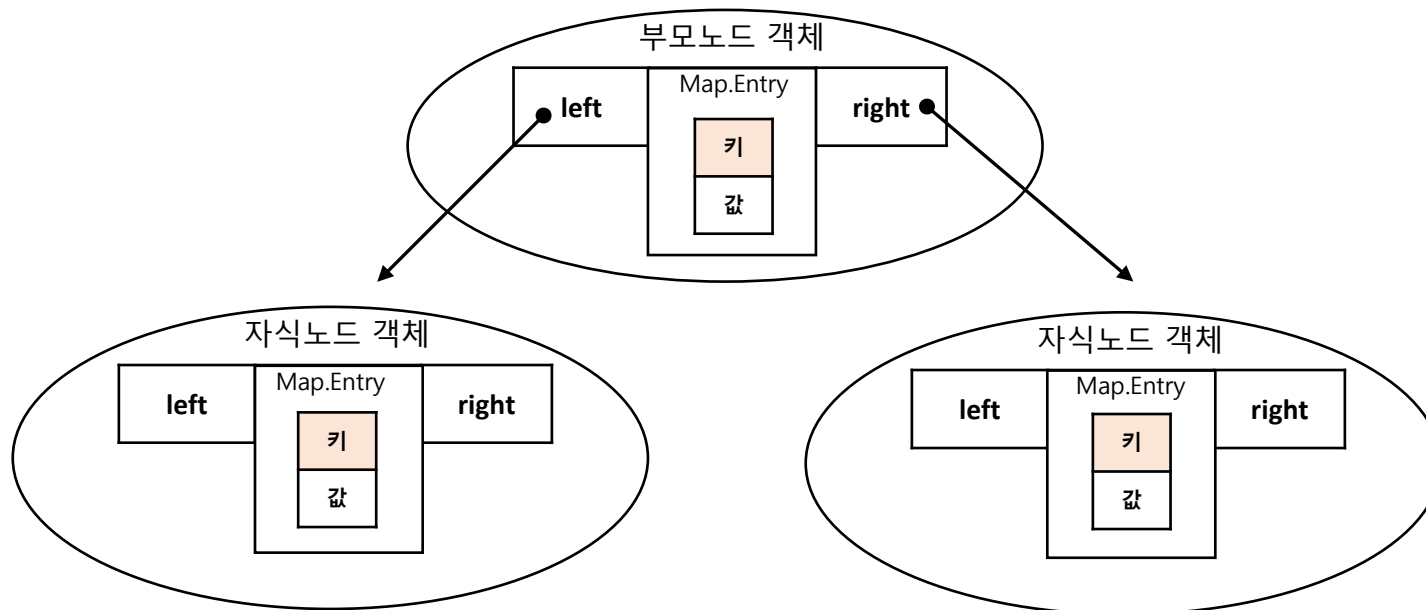 부모노드 객체
left
Map.Entry
right
키
값
자식노드 객체
left
Map.Entry
right
키
값
자식노드 객체
left
Map.Entry
right
키
값